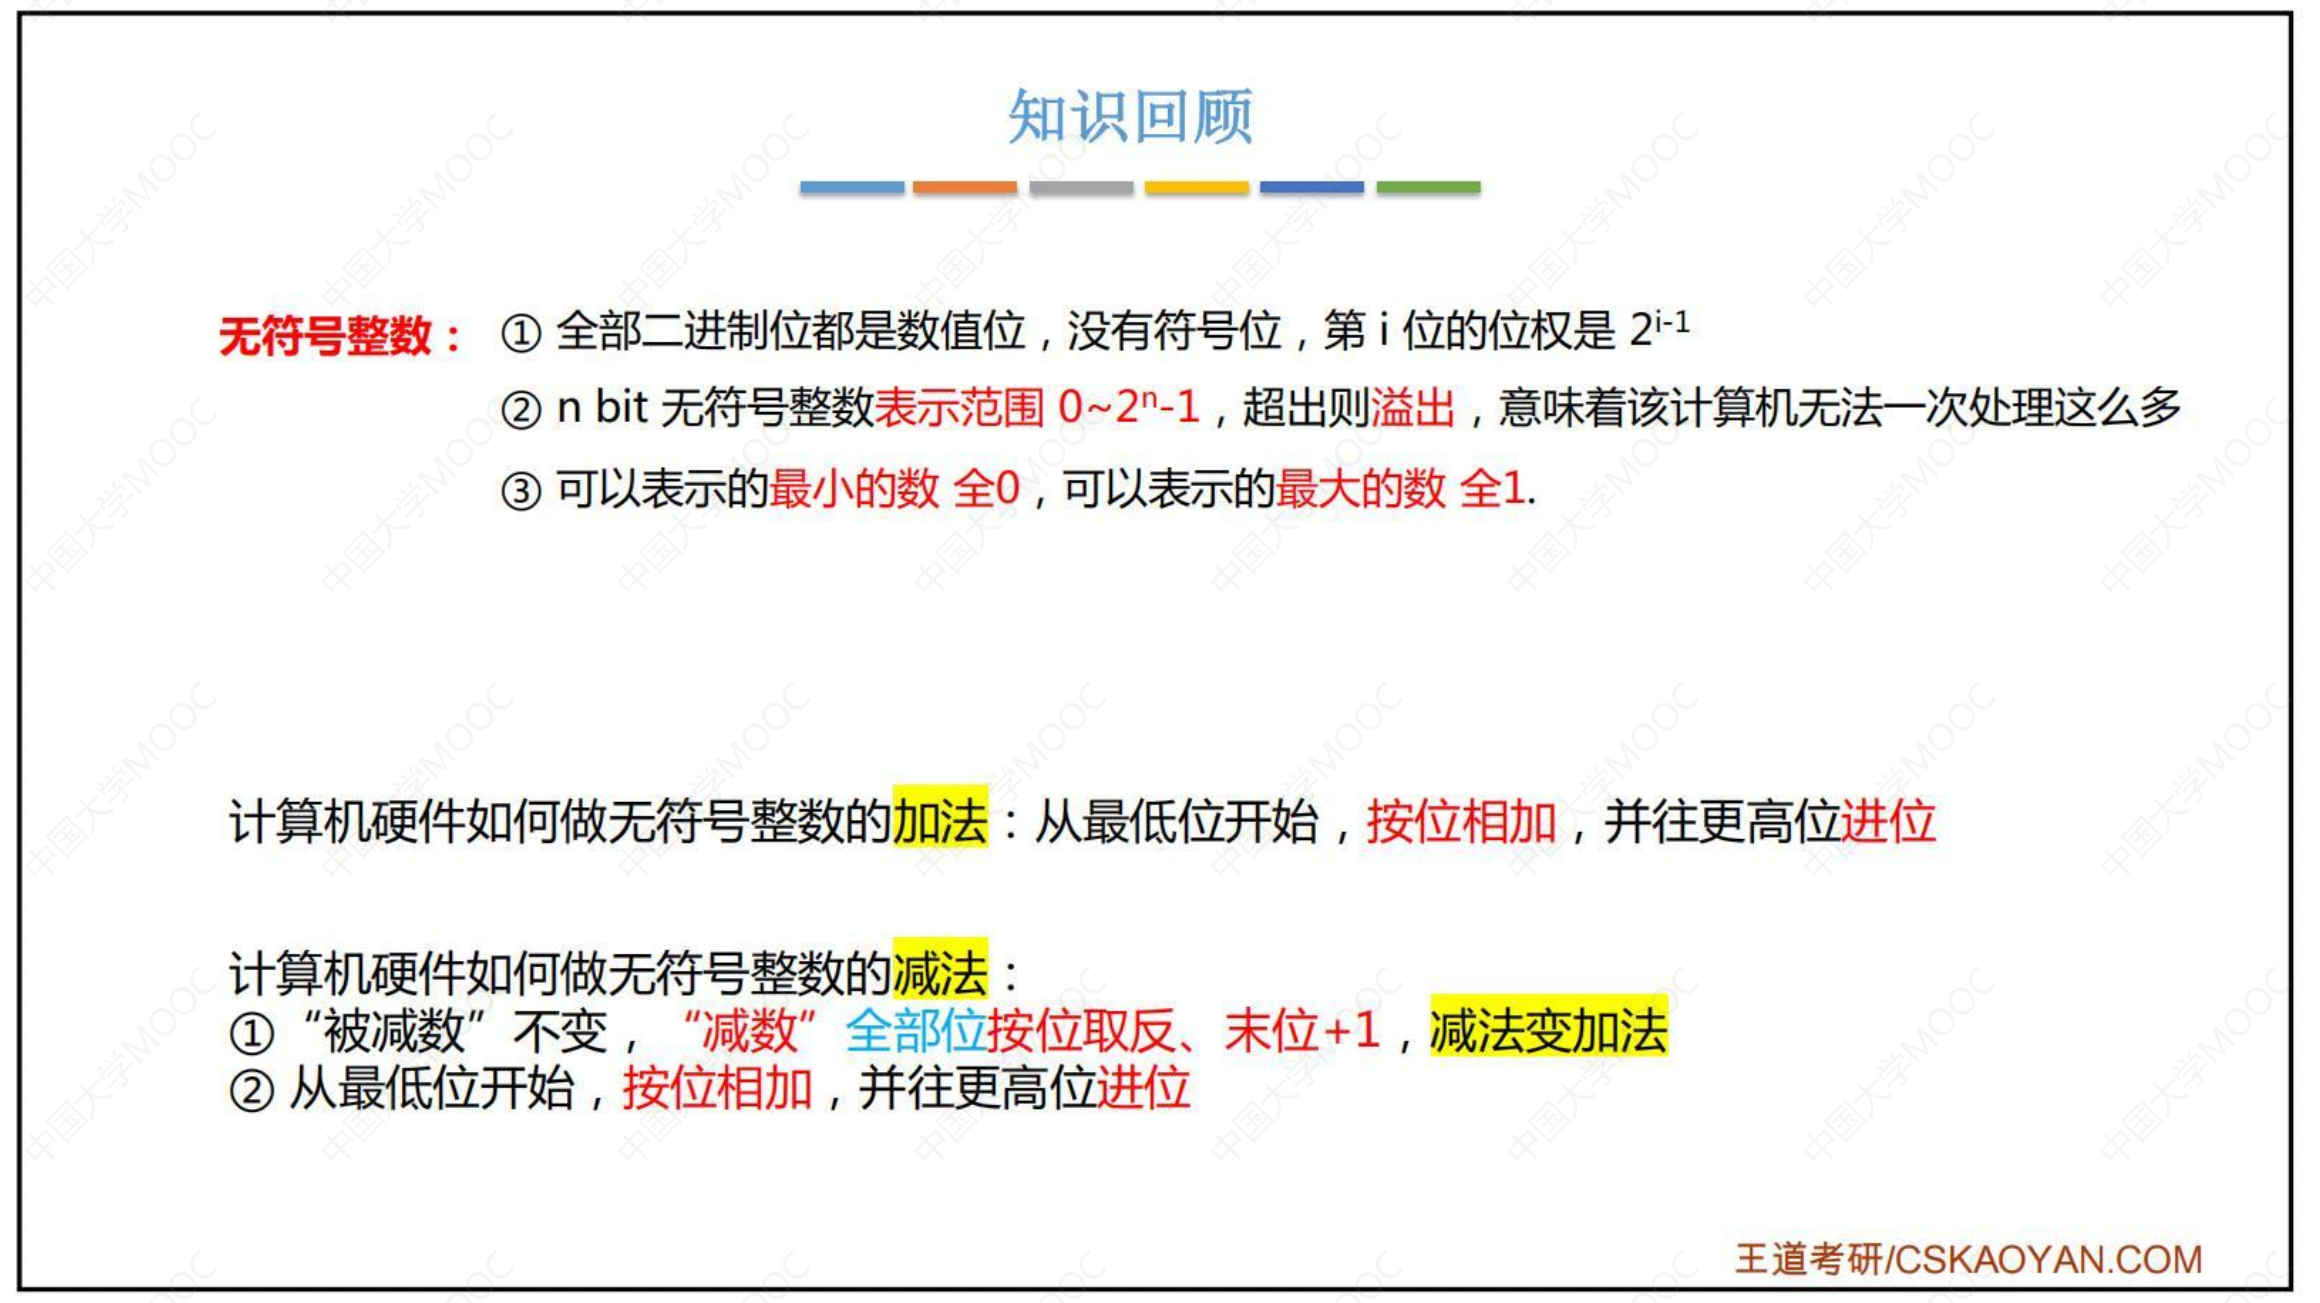 知识回顾
无符号整数： ① 全部二进制位都是数值位，没有符号位，第 i 位的位权是 2^{i-1}
② n bit 无符号整数表示范围 0~2^n-1，超出则溢出，意味着该计算机无法一次处理这么多
③ 可以表示的最小的数 全0，可以表示的最大的数 全1.
计算机硬件如何做无符号整数的加法：从最低位开始，按位相加，并往更高位进位
计算机硬件如何做无符号整数的减法：
① “被减数”不变，“减数”全部位按位取反、末位+1，减法变加法
② 从最低位开始，按位相加，并往更高位进位
王道考研/CSKAOYAN.COM
中国大学MOOC